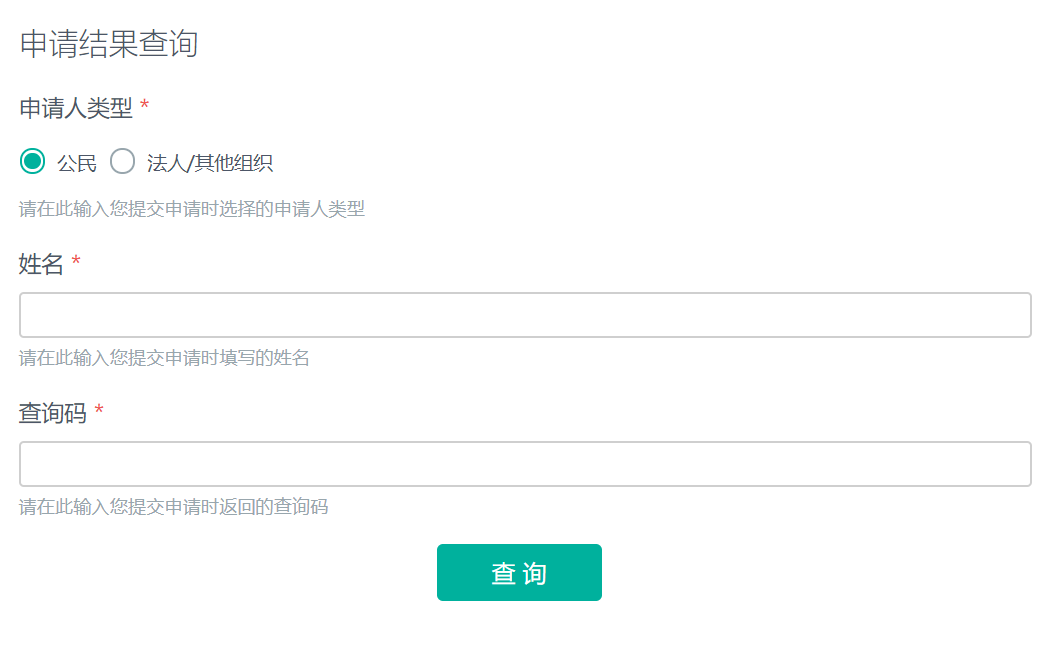 申请结果查询
申请人类型 *
公民 法人/其他组织
请在此输入您提交申请时选择的申请人类型
姓名 *
请在此输入您提交申请时填写的姓名
查询码 *
请在此输入您提交申请时返回的查询码
查 询